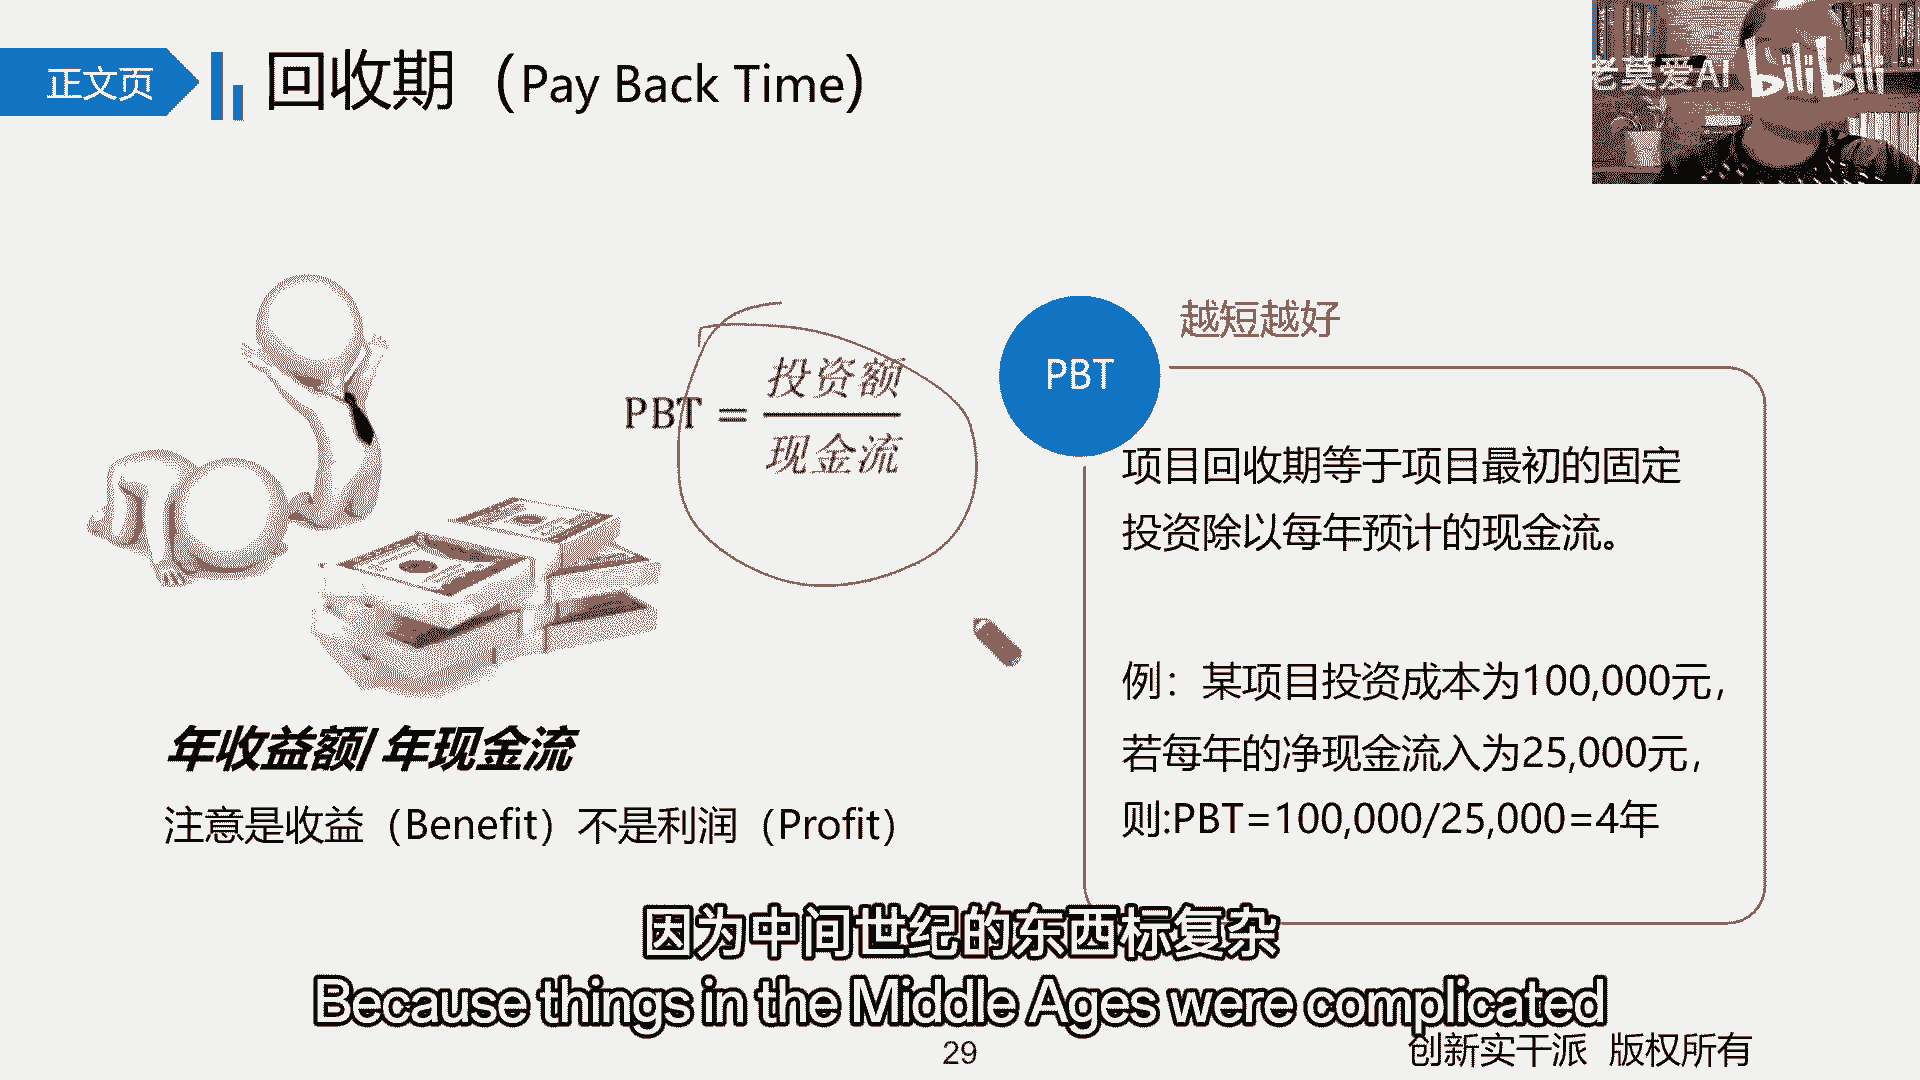 正文页
回收期（Pay Back Time）
老莫爱AI
bilibili
PBT = 投资额
现金流
PBT
越短越好
项目回收期等于项目最初的固定
投资除以每年预计的现金流。
例：某项目投资成本为100,000元，
若每年的净现金流入为25,000元，
则:PBT=100,000/25,000=4年
年收益额/ 年现金流
注意是收益（Benefit）不是利润（Profit）
因为中间世纪的东西标复杂
Because things in the Middle Ages were complicated
29
创新实干派 版权所有